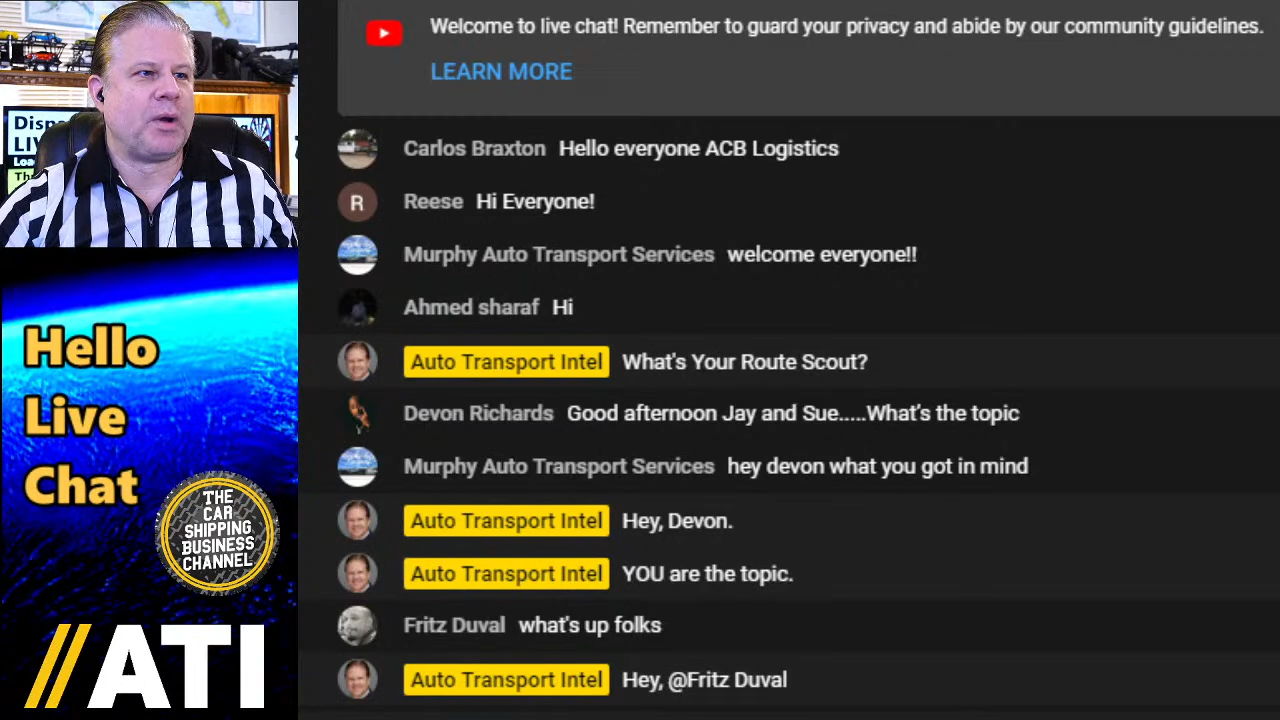 Welcome to live chat! Remember to guard your privacy and abide by our community guidelines.
LEARN MORE
Carlos Braxton Hello everyone ACB Logistics
R
Reese Hi Everyone!
Murphy Auto Transport Services welcome everyone!!
Ahmed sharaf Hi
Auto Transport Intel What's Your Route Scout?
Devon Richards Good afternoon Jay and Sue.....What's the topic
Murphy Auto Transport Services hey devon what you got in mind
Auto Transport Intel Hey, Devon.
Auto Transport Intel YOU are the topic.
Fritz Duval what's up folks
Auto Transport Intel Hey, @Fritz Duval
Hello
Live
Chat
THE
CAR
SHIPPING
BUSINESS
CHANNEL
//ATI